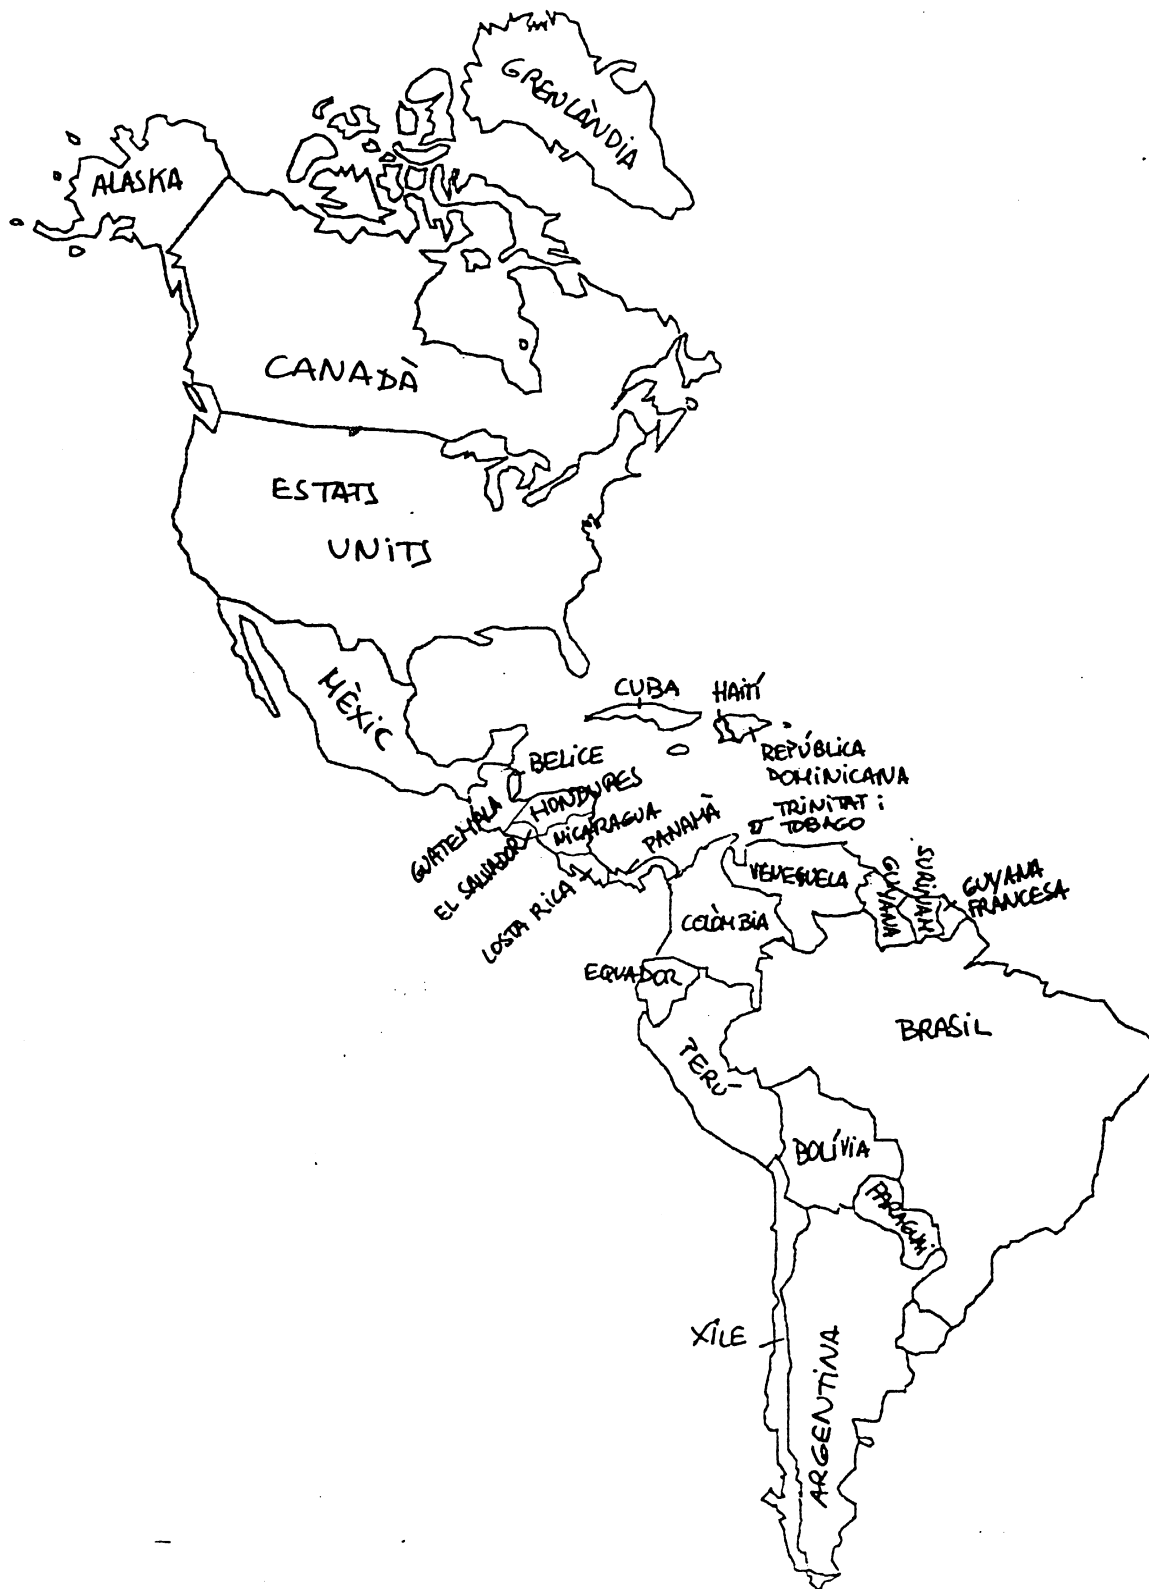 GRENLÀNDIA
ALASKA
CANADÀ
ESTATS
UNITS
MÈXIC
CUBA
HAITÍ
REPÚBLICA
DOMINICANA
BELICE
HONDURES
TRINITAT i
TOBAGO
GUATEMALA
NICARAGUA
PANAMÀ
EL SALVADOR
COSTA RICA
VENEÇUELA
GUYANA
SURINAM
GUYANA
FRANCESA
COLÒMBIA
EQUADOR
BRASIL
PERÚ
BOLÍVIA
PARAGUAI
XILE
ARGENTINA